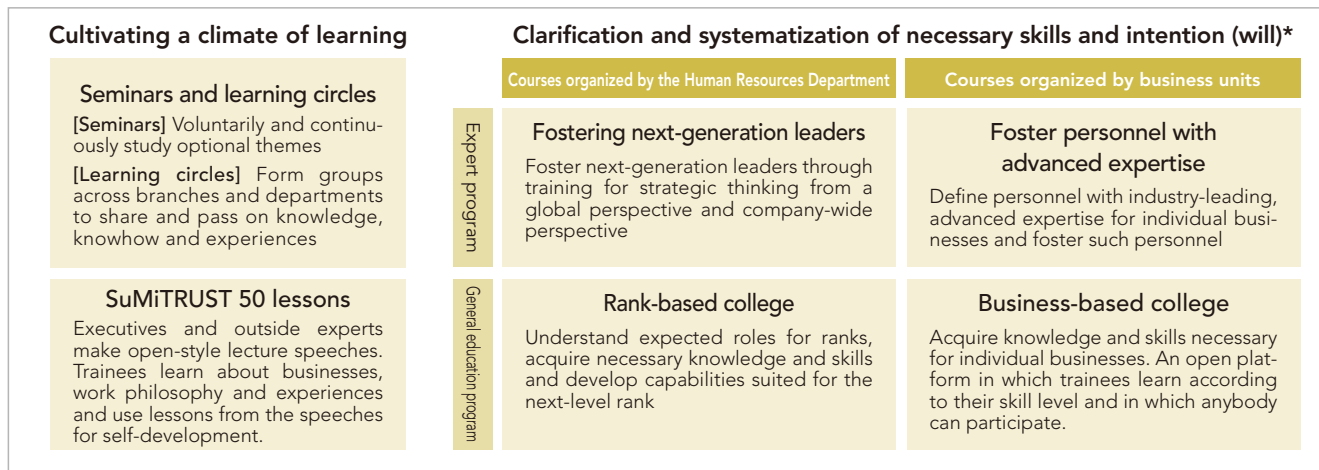 Cultivating a climate of learning
Seminars and learning circles
[Seminars] Voluntarily and continu-
ously study optional themes
[Learning circles] Form groups
across branches and departments
to share and pass on knowledge,
knowhow and experiences
SuMiTRUST 50 lessons
Executives and outside experts
make open-style lecture speeches.
Trainees learn about businesses,
work philosophy and experiences
and use lessons from the speeches
for self-development.
Clarification and systematization of necessary skills and intention (will)*
Courses organized by the Human Resources Department
Courses organized by business units
Expert program
Fostering next-generation leaders
Foster next-generation leaders through
training for strategic thinking from a
global perspective and company-wide
perspective
Foster personnel with
advanced expertise
Define personnel with industry-leading,
advanced expertise for individual busi-
nesses and foster such personnel
General education program
Rank-based college
Understand expected roles for ranks,
acquire necessary knowledge and skills
and develop capabilities suited for the
next-level rank
Business-based college
Acquire knowledge and skills necessary
for individual businesses. An open plat-
form in which trainees learn according
to their skill level and in which anybody
can participate.